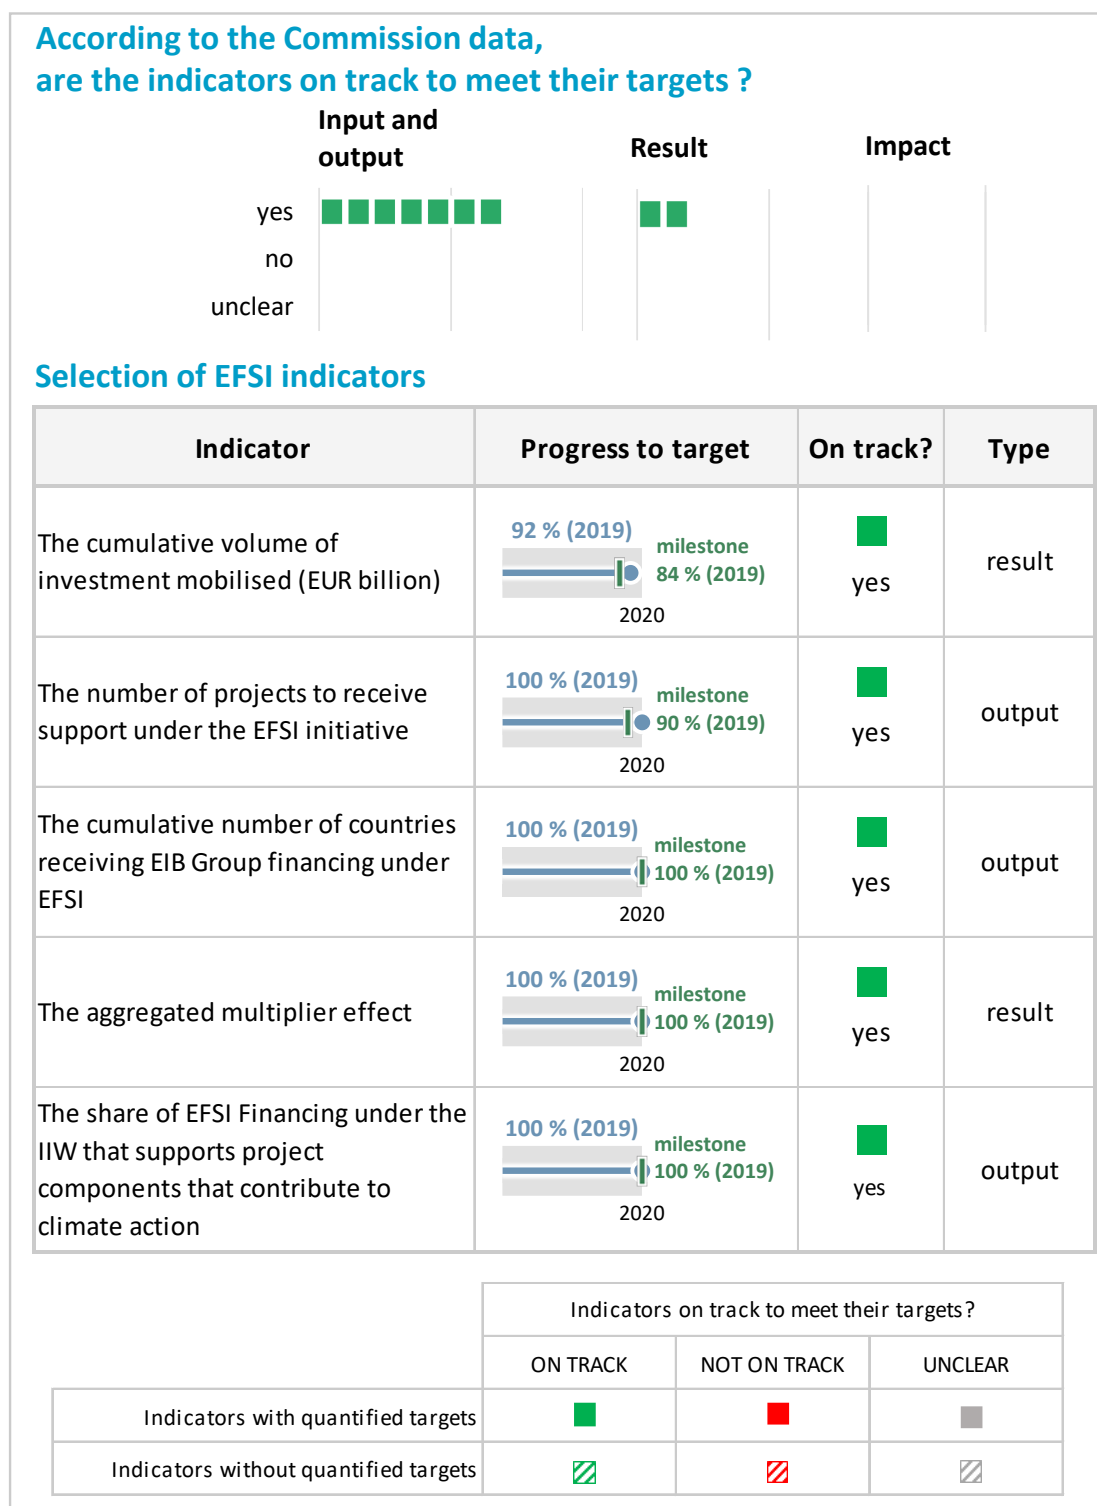 According to the Commission data,
are the indicators on track to meet their targets ?
Input and
output
Result
Impact
yes
no
unclear
Selection of EFSI indicators
Indicator
Progress to target
On track?
Type
The cumulative volume of
investment mobilised (EUR billion)
92 % (2019)
milestone
84 % (2019)
2020
yes
result
The number of projects to receive
support under the EFSI initiative
100 % (2019)
milestone
90 % (2019)
2020
yes
output
The cumulative number of countries
receiving EIB Group financing under
EFSI
100 % (2019)
milestone
100 % (2019)
2020
yes
output
The aggregated multiplier effect
100 % (2019)
milestone
100 % (2019)
2020
yes
result
The share of EFSI Financing under the
IIW that supports project
components that contribute to
climate action
100 % (2019)
milestone
100 % (2019)
2020
yes
output
Indicators on track to meet their targets?
ON TRACK
NOT ON TRACK
UNCLEAR
Indicators with quantified targets
Indicators without quantified targets